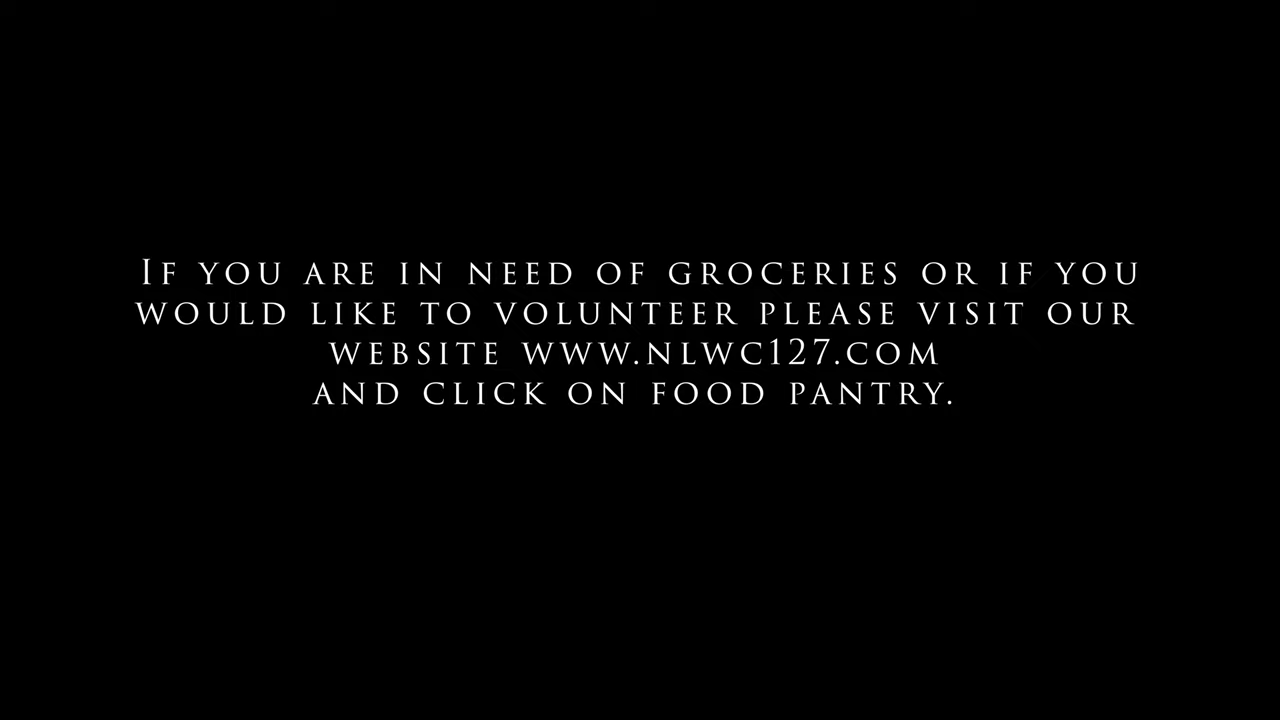 If you are in need of groceries or if you
would like to volunteer please visit our
website www.nlwc127.com
and click on food pantry.